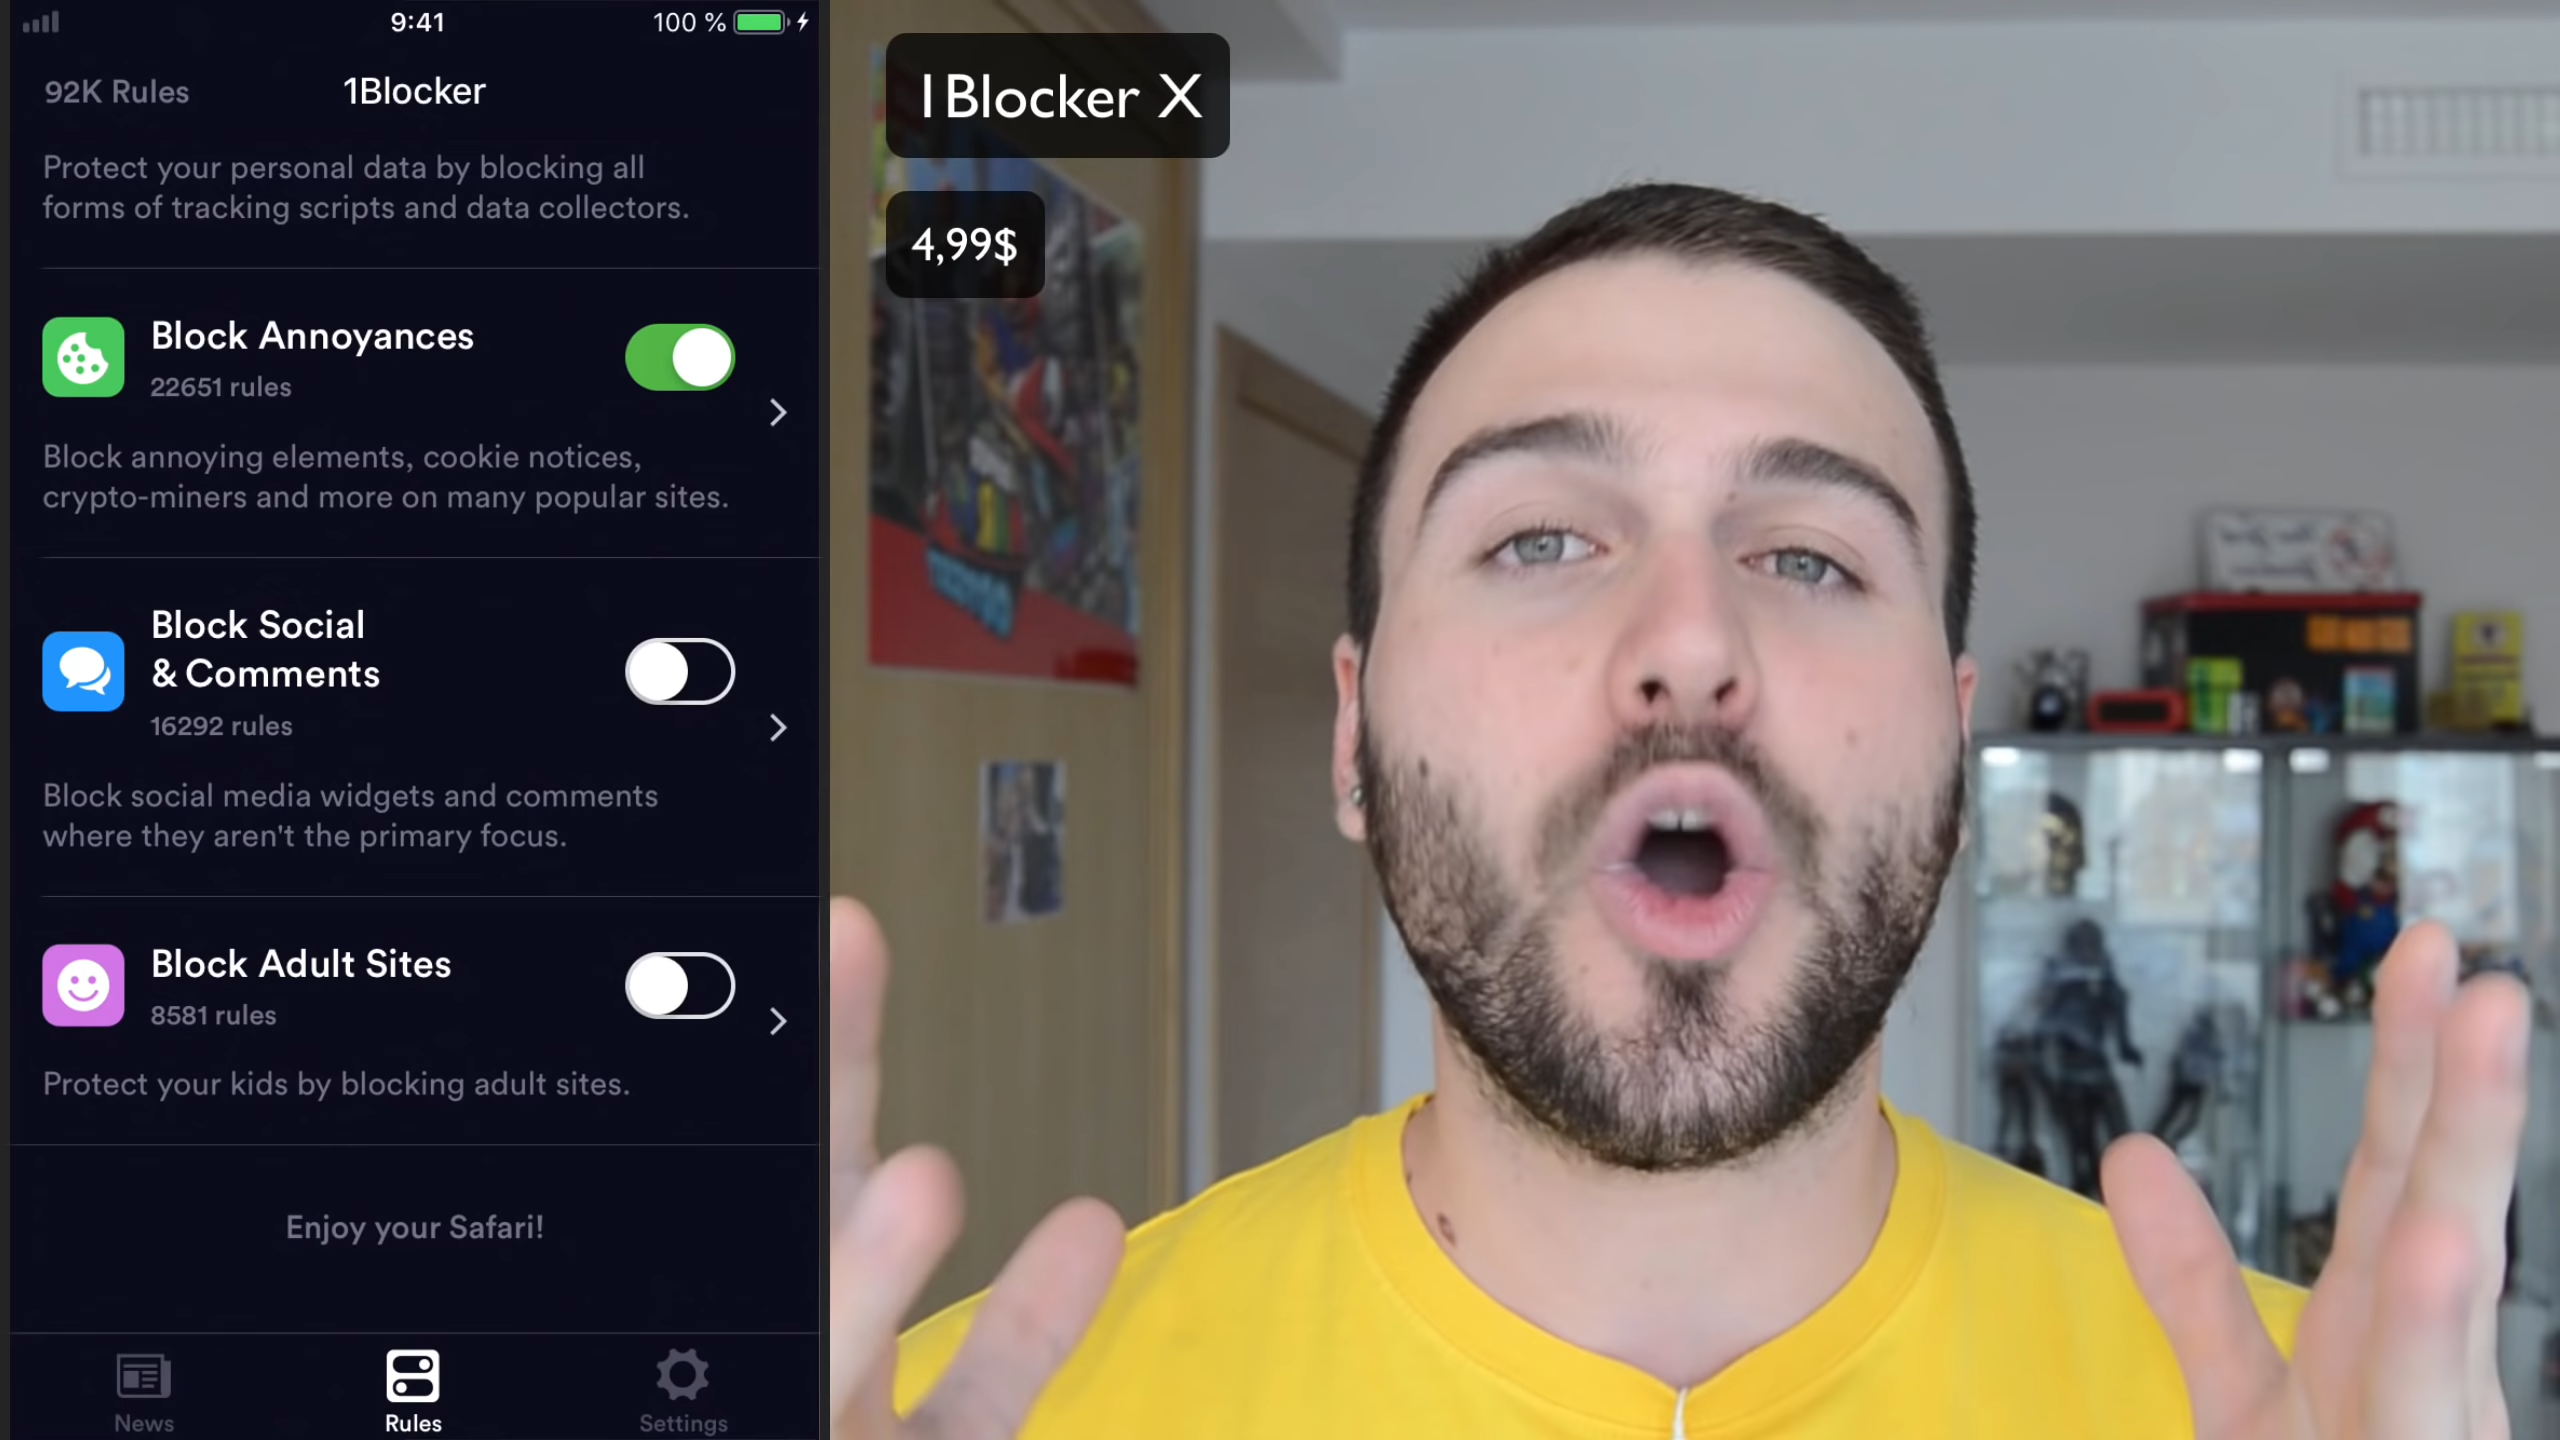 9:41
100 %
92K Rules
1Blocker
Protect your personal data by blocking all
forms of tracking scripts and data collectors.
Block Annoyances
22651 rules
Block annoying elements, cookie notices,
crypto-miners and more on many popular sites.
Block Social
& Comments
16292 rules
Block social media widgets and comments
where they aren't the primary focus.
Block Adult Sites
8581 rules
Protect your kids by blocking adult sites.
Enjoy your Safari!
News
Rules
Settings
1Blocker X
4,99$